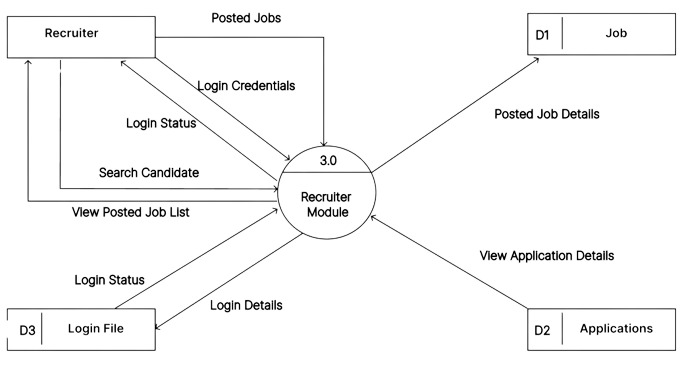 Posted Jobs
Recruiter
D1
Job
Login Credentials
Posted Job Details
Login Status
3.0
Search Candidate
Recruiter
Module
View Posted Job List
View Application Details
Login Status
Login Details
D3
Login File
D2
Applications